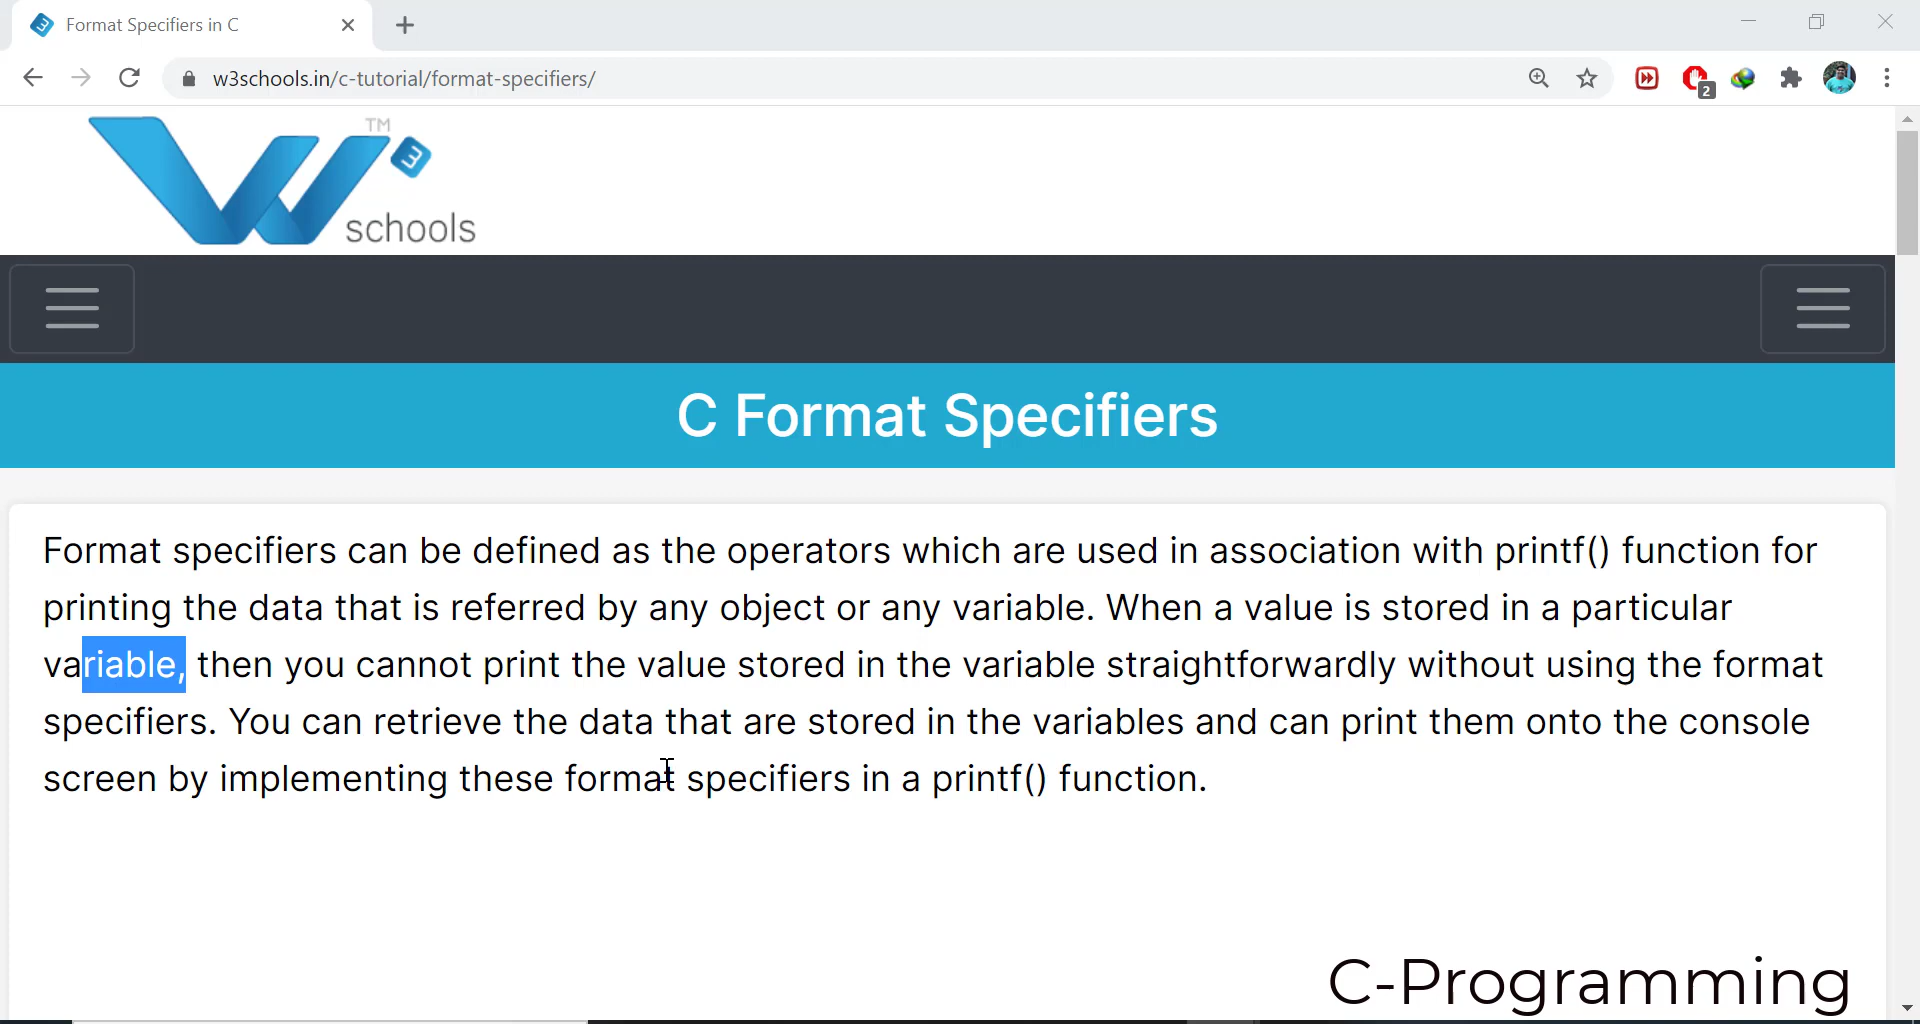 Format Specifiers in C
w3schools.in/c-tutorial/format-specifiers/
2
TM
3
schools
C Format Specifiers
Format specifiers can be defined as the operators which are used in association with printf() function for
printing the data that is referred by any object or any variable. When a value is stored in a particular
variable, then you cannot print the value stored in the variable straightforwardly without using the format
specifiers. You can retrieve the data that are stored in the variables and can print them onto the console
screen by implementing these format specifiers in a printf() function.
C-Programming